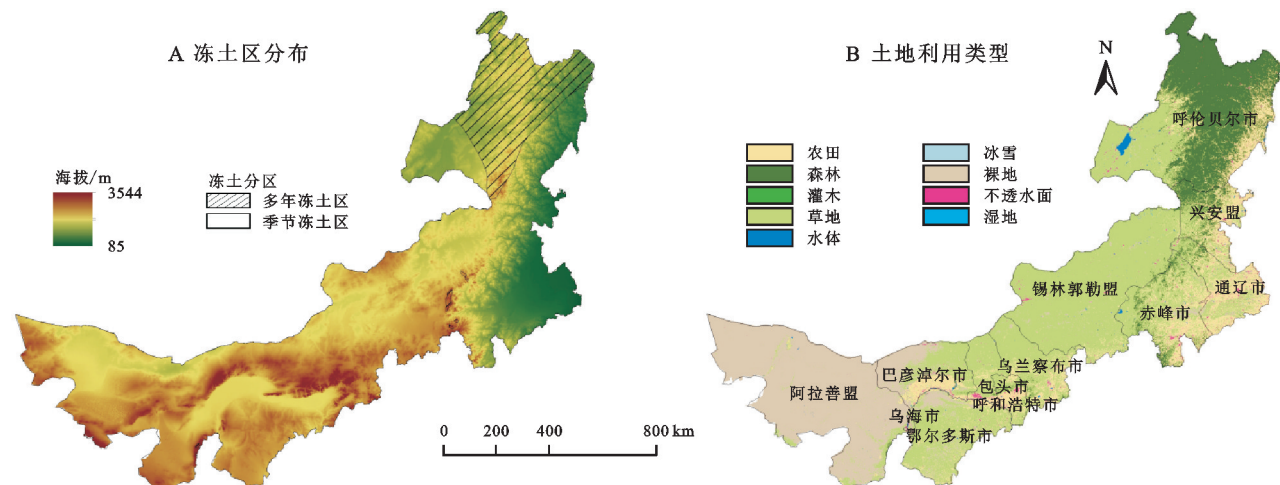 A 冻土区分布
海拔/m
3544
85
冻土分区
多年冻土区
季节冻土区
0 200 400 800 km
B 土地利用类型
N
农田
森林
灌木
草地
水体
冰雪
裸地
不透水面
湿地
呼伦贝尔市
兴安盟
通辽市
锡林郭勒盟
赤峰市
乌兰察布市
巴彦淖尔市
包头市
阿拉善盟
呼和浩特市
乌海市
鄂尔多斯市